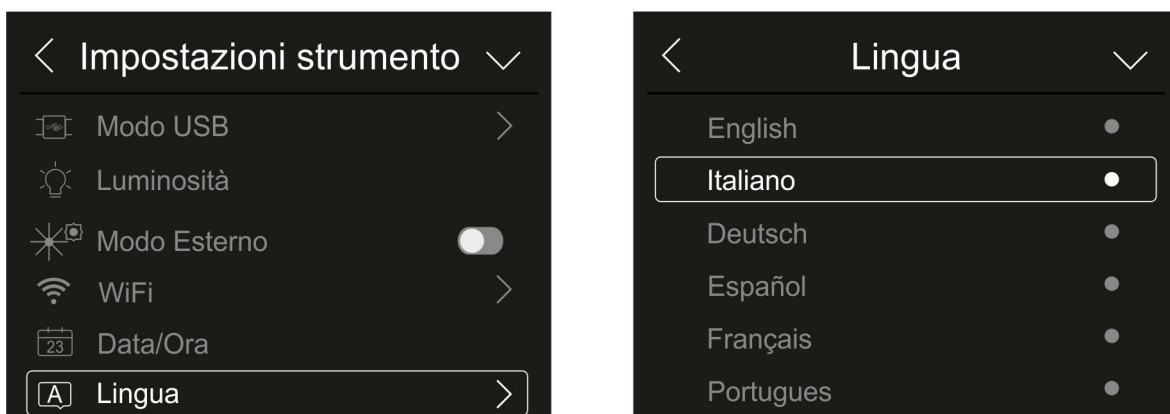 Impostazioni strumento
Modo USB
Luminosità
Modo Esterno
WiFi
23 Data/Ora
A Lingua
Lingua
English
Italiano
Deutsch
Español
Français
Portugues